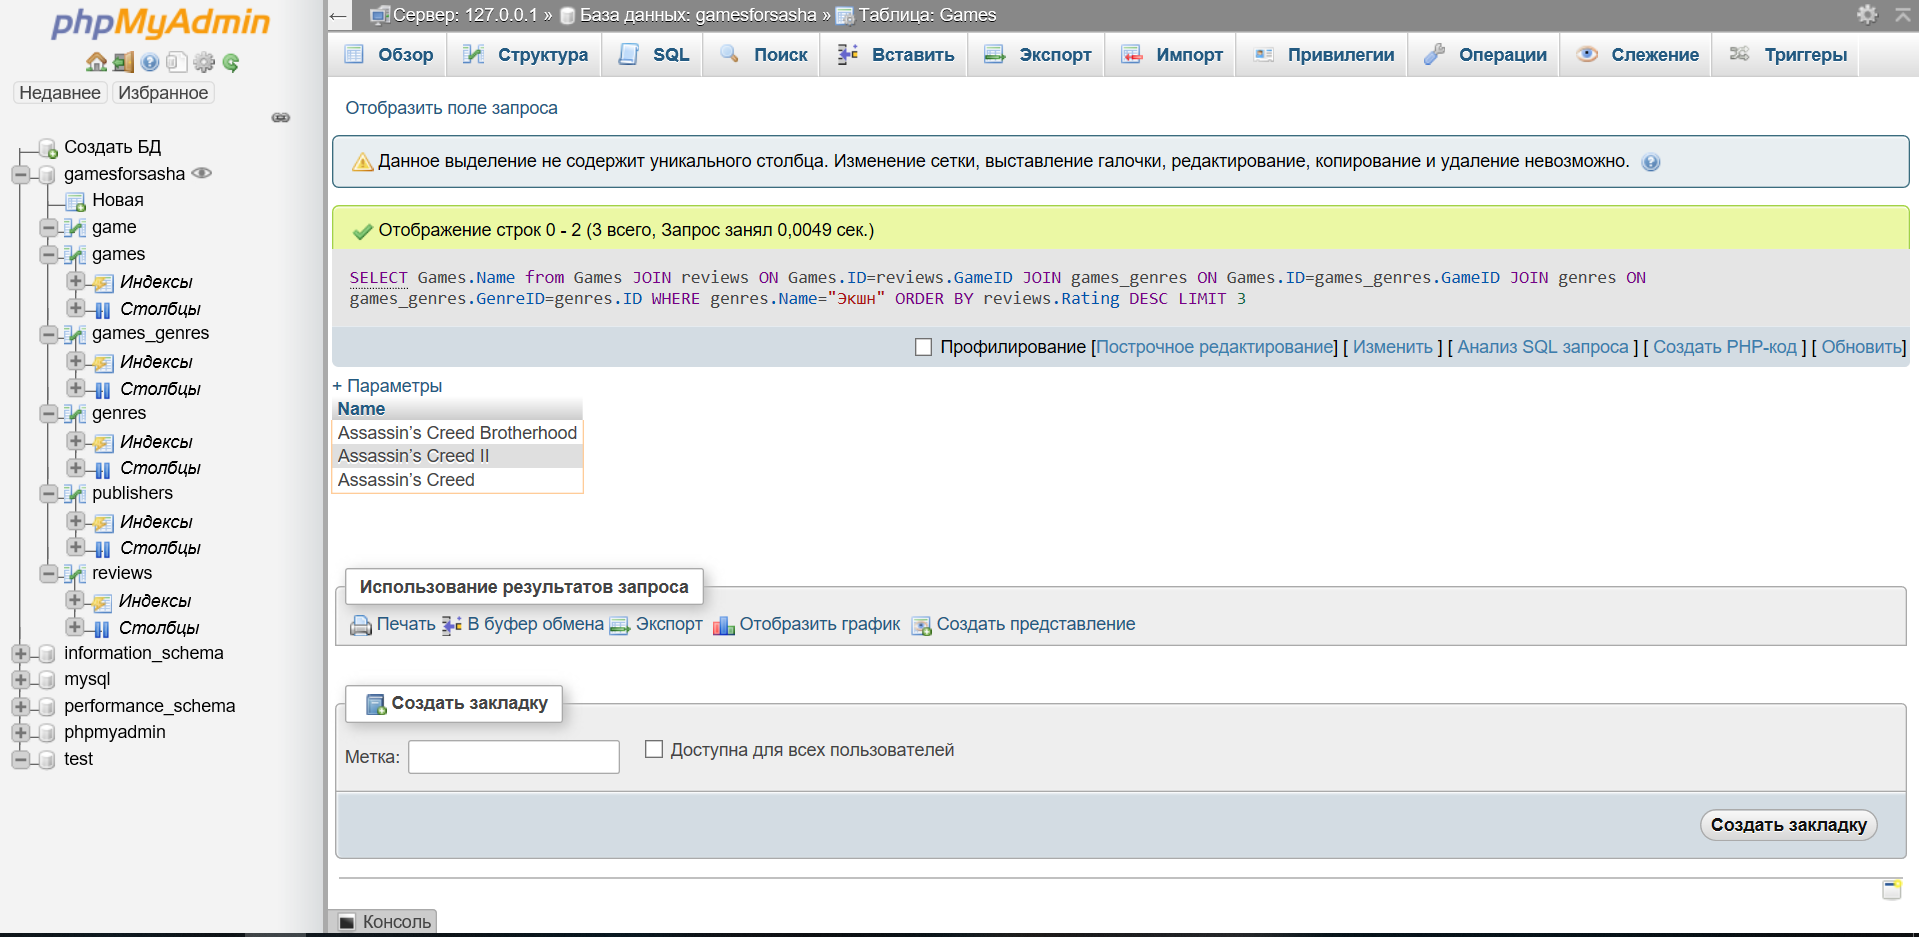 phpMyAdmin
Недавнее Избранное
Создать БД
gamesforsasha
Новая
game
games
Индексы
Столбцы
games_genres
Индексы
Столбцы
genres
Индексы
Столбцы
publishers
Индексы
Столбцы
reviews
Индексы
Столбцы
information_schema
mysql
performance_schema
phpmyadmin
test
Сервер: 127.0.0.1 » База данных: gamesforsasha » Таблица: Games
Обзор Структура SQL Поиск Вставить Экспорт Импорт Привилегии Операции Слежение Триггеры
Отобразить поле запроса
Данное выделение не содержит уникального столбца. Изменение сетки, выставление галочки, редактирование, копирование и удаление невозможно.
Отображение строк 0 - 2 (3 всего, Запрос занял 0,0049 сек.)
SELECT Games.Name from Games JOIN reviews ON Games.ID=reviews.GameID JOIN games_genres ON Games.ID=games_genres.GameID JOIN genres ON
games_genres.GenreID=genres.ID WHERE genres.Name="Экшн" ORDER BY reviews.Rating DESC LIMIT 3
Профилирование [Построчное редактирование] [ Изменить ] [ Анализ SQL запроса ] [ Создать PHP-код ] [ Обновить]
+ Параметры
Name
Assassin’s Creed Brotherhood
Assassin’s Creed II
Assassin’s Creed
Использование результатов запроса
Печать В буфер обмена Экспорт Отобразить график Создать представление
Создать закладку
Метка: Доступна для всех пользователей
Создать закладку
Консоль